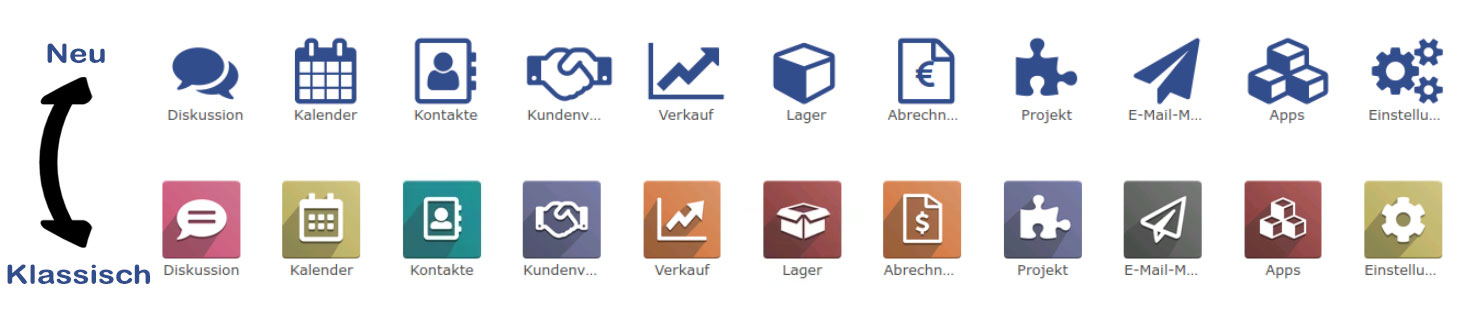 Neu
Diskussion Kalender Kontakte Kundenv... Verkauf Lager Abrechn... Projekt E-Mail-M... Apps Einstellu...
€
$
Klassisch
Diskussion Kalender Kontakte Kundenv... Verkauf Lager Abrechn... Projekt E-Mail-M... Apps Einstellu...